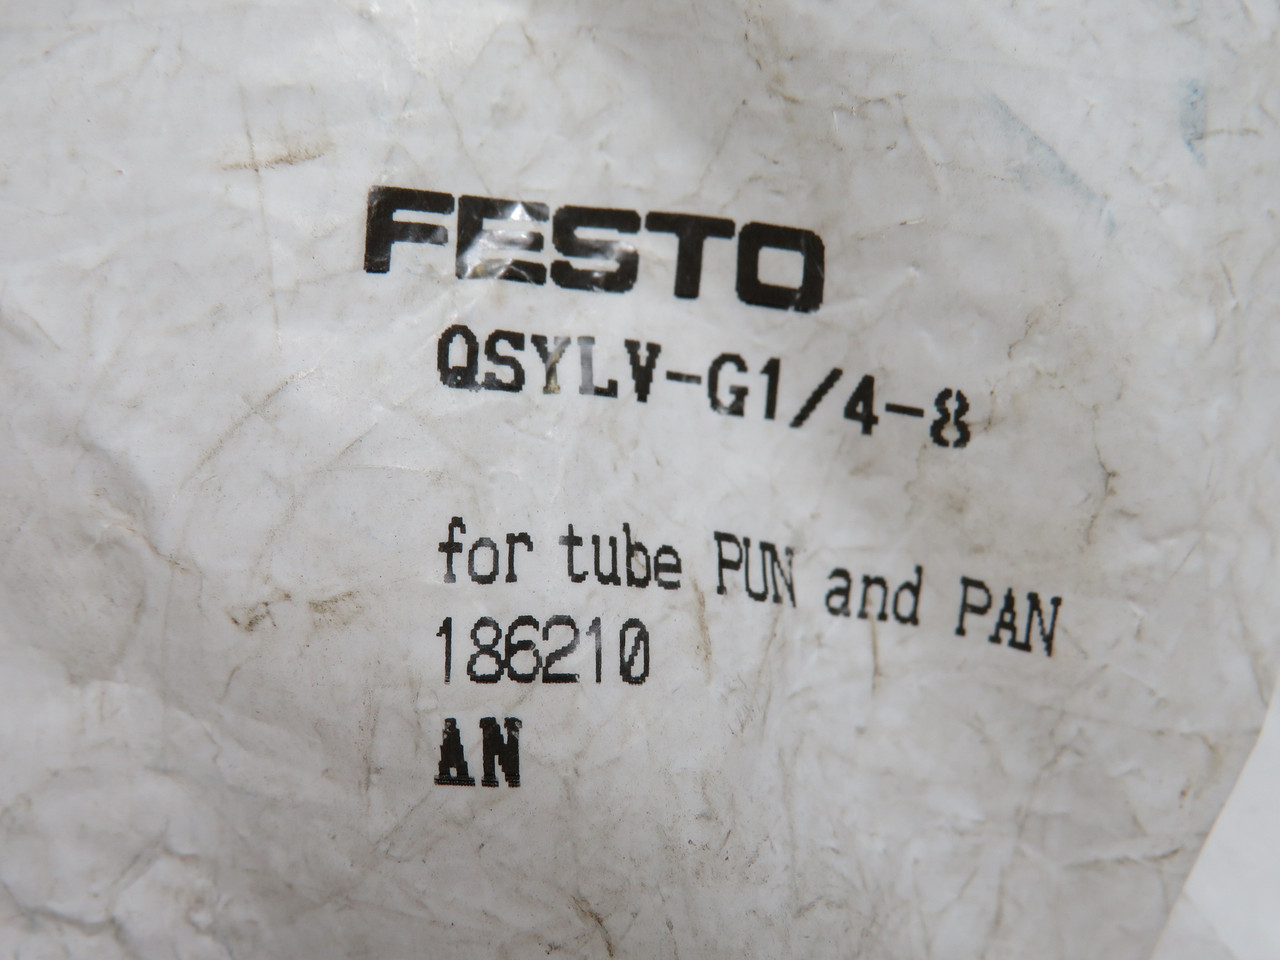 FESTO
QSYLV-G1/4-8
for tube PUN and PAN
186210
AN